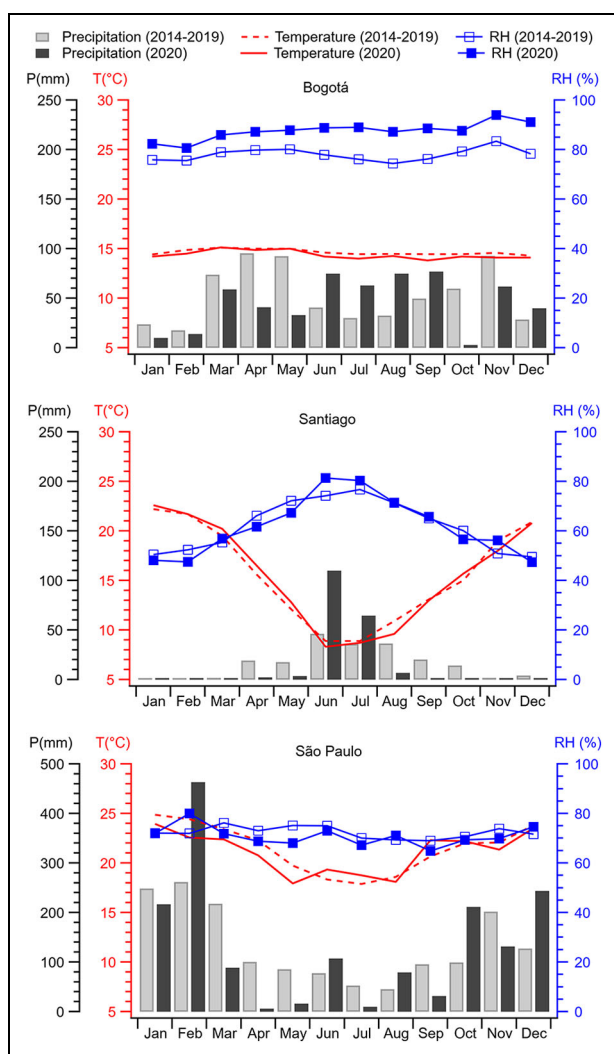 Precipitation (2014-2019) Temperature (2014-2019) RH (2014-2019)
Precipitation (2020) Temperature (2020) RH (2020)
P(mm) T(°C) Bogotá RH (%)
250 30 100
200 25 80
150 20 60
100 15 40
50 10 20
0 5 0
Jan Feb Mar Apr May Jun Jul Aug Sep Oct Nov Dec
P(mm) T(°C) Santiago RH (%)
250 30 100
200 25 80
150 20 60
100 15 40
50 10 20
0 5 0
Jan Feb Mar Apr May Jun Jul Aug Sep Oct Nov Dec
P(mm) T(°C) São Paulo RH (%)
500 30 100
400 25 80
300 20 60
200 15 40
100 10 20
0 5 0
Jan Feb Mar Apr May Jun Jul Aug Sep Oct Nov Dec